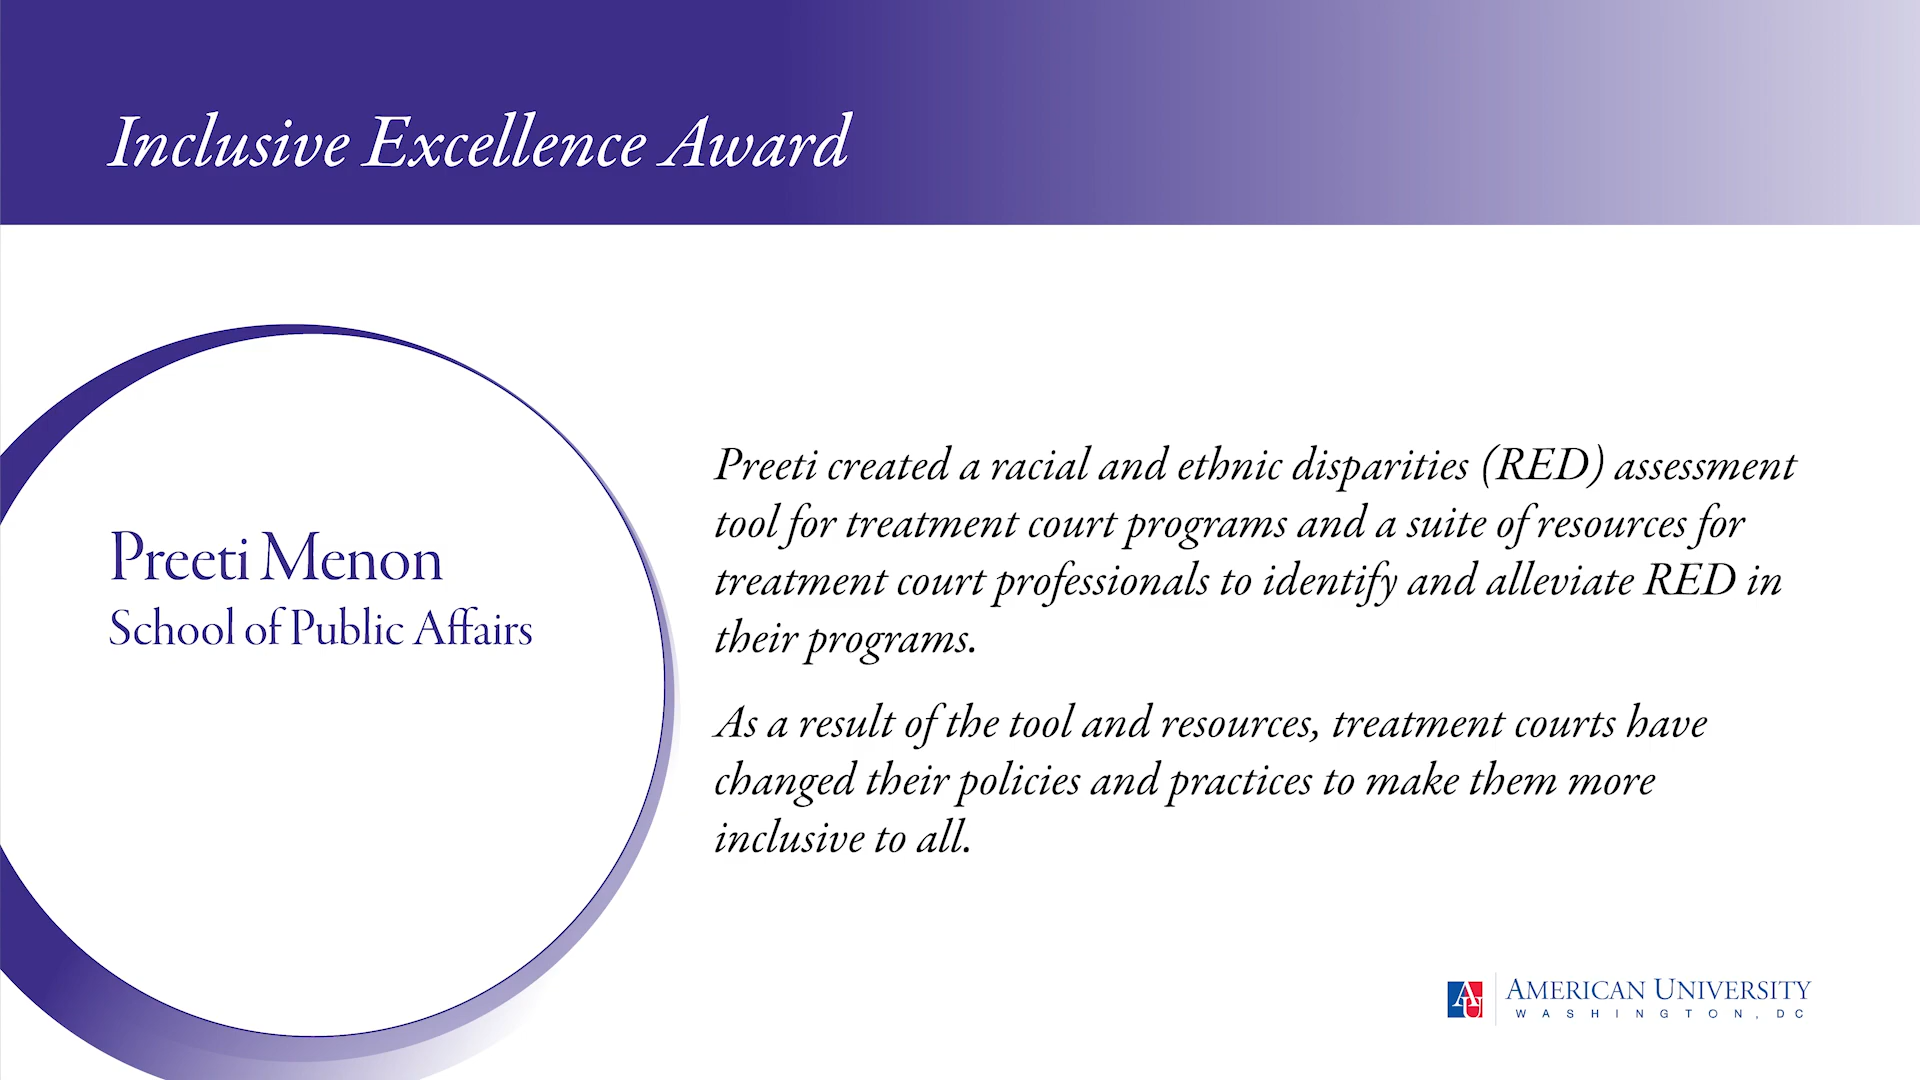 Inclusive Excellence Award
Preeti Menon
School of Public Affairs
Preeti created a racial and ethnic disparities (RED) assessment
tool for treatment court programs and a suite of resources for
treatment court professionals to identify and alleviate RED in
their programs.
As a result of the tool and resources, treatment courts have
changed their policies and practices to make them more
inclusive to all.
AU
AMERICAN UNIVERSITY
WASHINGTON, DC